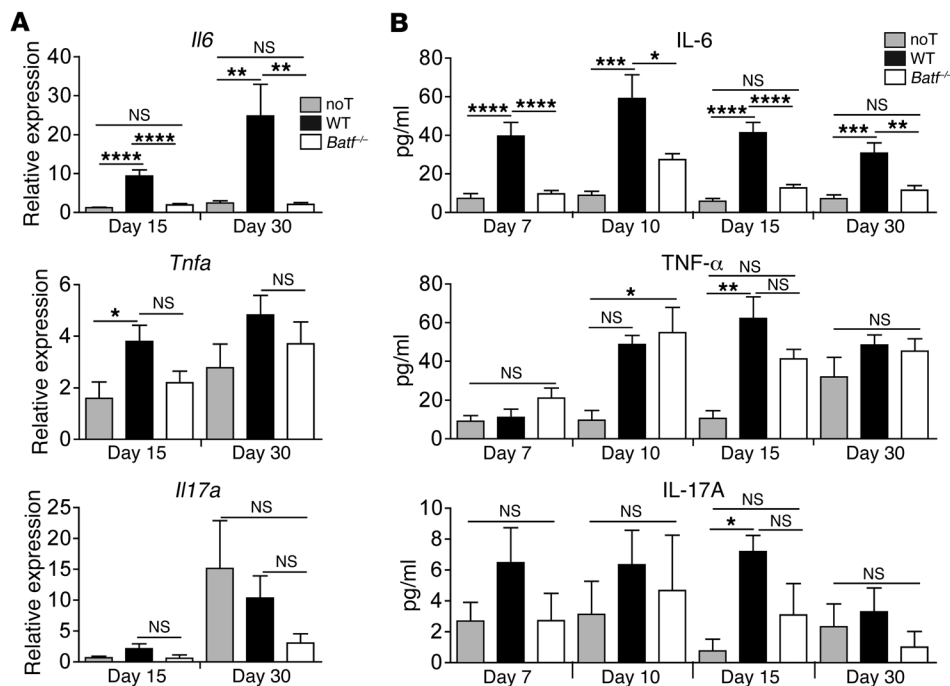 A
Il6
Relative expression
40
30
20
10
0
NS
****
****
NS
**
**
noT
WT
Batf–/–
Day 15
Day 30
Tnfa
Relative expression
6
4
2
0
*
NS
NS
Day 15
Day 30
Il17a
Relative expression
25
20
15
10
5
0
NS
NS
NS
Day 15
Day 30
B
IL-6
pg/ml
80
60
40
20
0
****
****
***
*
NS
****
****
NS
***
**
noT
WT
Batf–/–
Day 7
Day 10
Day 15
Day 30
TNF-α
pg/ml
80
60
40
20
0
NS
*
NS
NS
**
NS
NS
Day 7
Day 10
Day 15
Day 30
IL-17A
pg/ml
10
8
6
4
2
0
NS
NS
NS
*
NS
NS
Day 7
Day 10
Day 15
Day 30